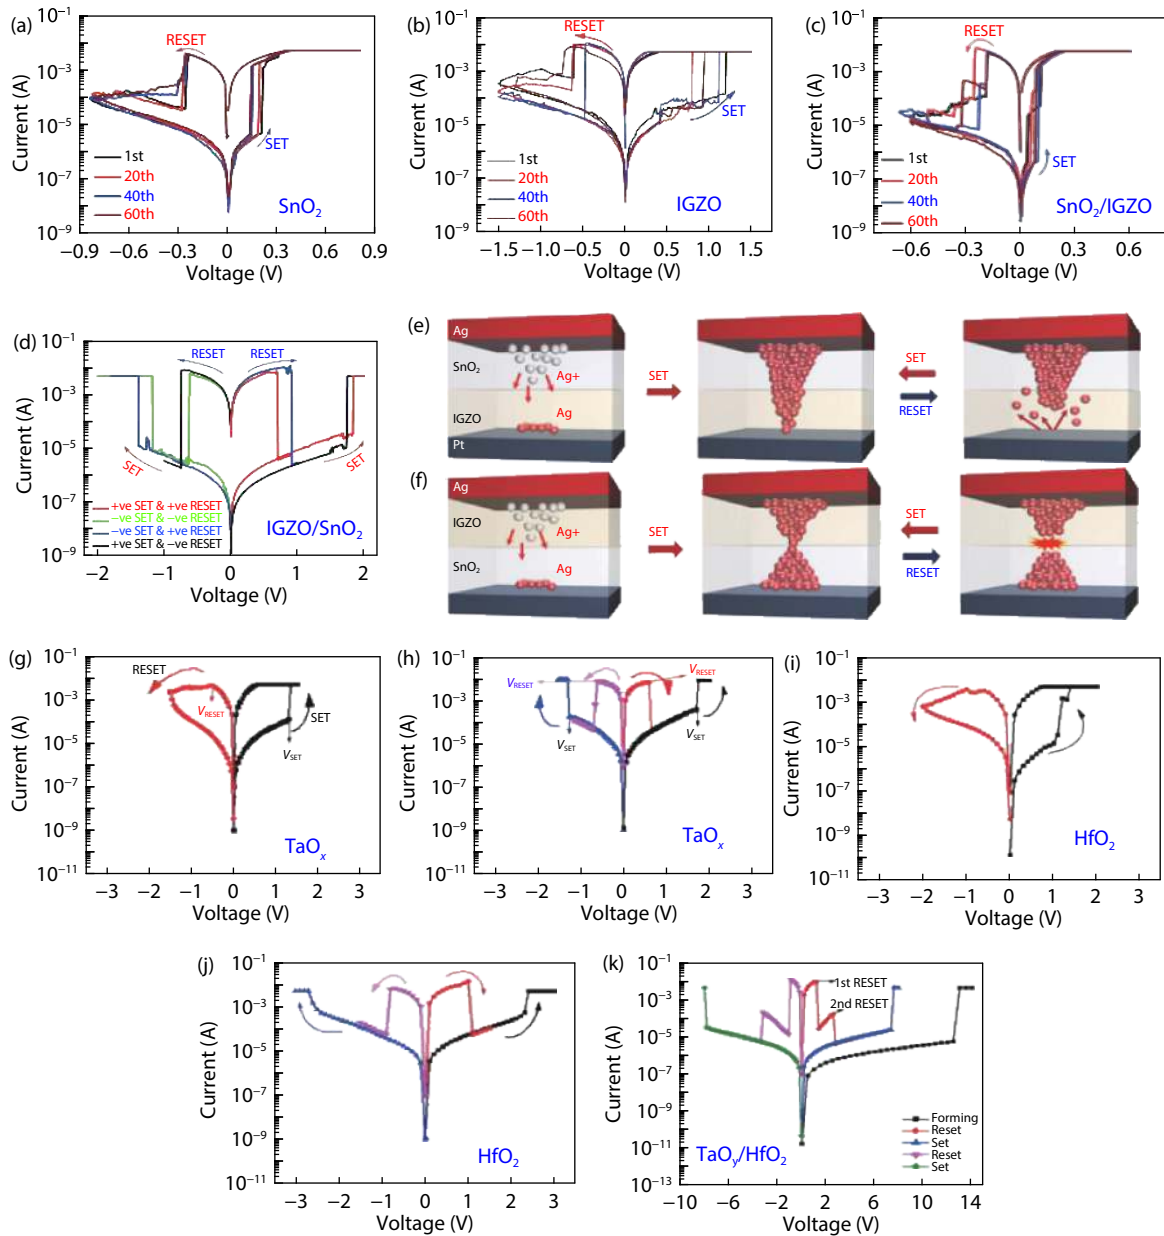 (a)
10−1
10−3
10−5
10−7
10−9
Current (A)
RESET
SET
1st
20th
40th
60th
SnO2
−0.9 −0.6 −0.3 0 0.3 0.6 0.9
Voltage (V)
(b)
10−1
10−3
10−5
10−7
10−9
Current (A)
RESET
SET
1st
20th
40th
60th
IGZO
−1.5 −1.0 −0.5 0 0.5 1.0 1.5
Voltage (V)
(c)
10−1
10−3
10−5
10−7
10−9
Current (A)
RESET
SET
1st
20th
40th
60th
SnO2/IGZO
−0.6 −0.3 0 0.3 0.6
Voltage (V)
(d)
10−1
10−3
10−5
10−7
10−9
Current (A)
RESET RESET
SET SET
+ve SET & +ve RESET
−ve SET & −ve RESET
−ve SET & +ve RESET
+ve SET & −ve RESET
IGZO/SnO2
−2 −1 0 1 2
Voltage (V)
(e)
Ag
SnO2
Ag+
IGZO
Ag
Pt
SET
SET
RESET
(f)
Ag
IGZO
Ag+
SnO2
Ag
SET
SET
RESET
(g)
10−1
10−3
10−5
10−7
10−9
10−11
Current (A)
RESET
VRESET
SET
VSET
TaOx
−3 −2 −1 0 1 2 3
Voltage (V)
(h)
10−1
10−3
10−5
10−7
10−9
10−11
Current (A)
VRESET
VRESET
VSET
VSET
TaOx
−3 −2 −1 0 1 2 3
Voltage (V)
(i)
10−1
10−3
10−5
10−7
10−9
10−11
Current (A)
HfO2
−3 −2 −1 0 1 2 3
Voltage (V)
(j)
10−1
10−3
10−5
10−7
10−9
10−11
Current (A)
HfO2
−3 −2 −1 0 1 2 3
Voltage (V)
(k)
10−1
10−3
10−5
10−7
10−9
10−11
10−13
Current (A)
1st RESET
2nd RESET
Forming
Reset
Set
Reset
Set
TaOy/HfO2
−10 −6 −2 2 6 10 14
Voltage (V)